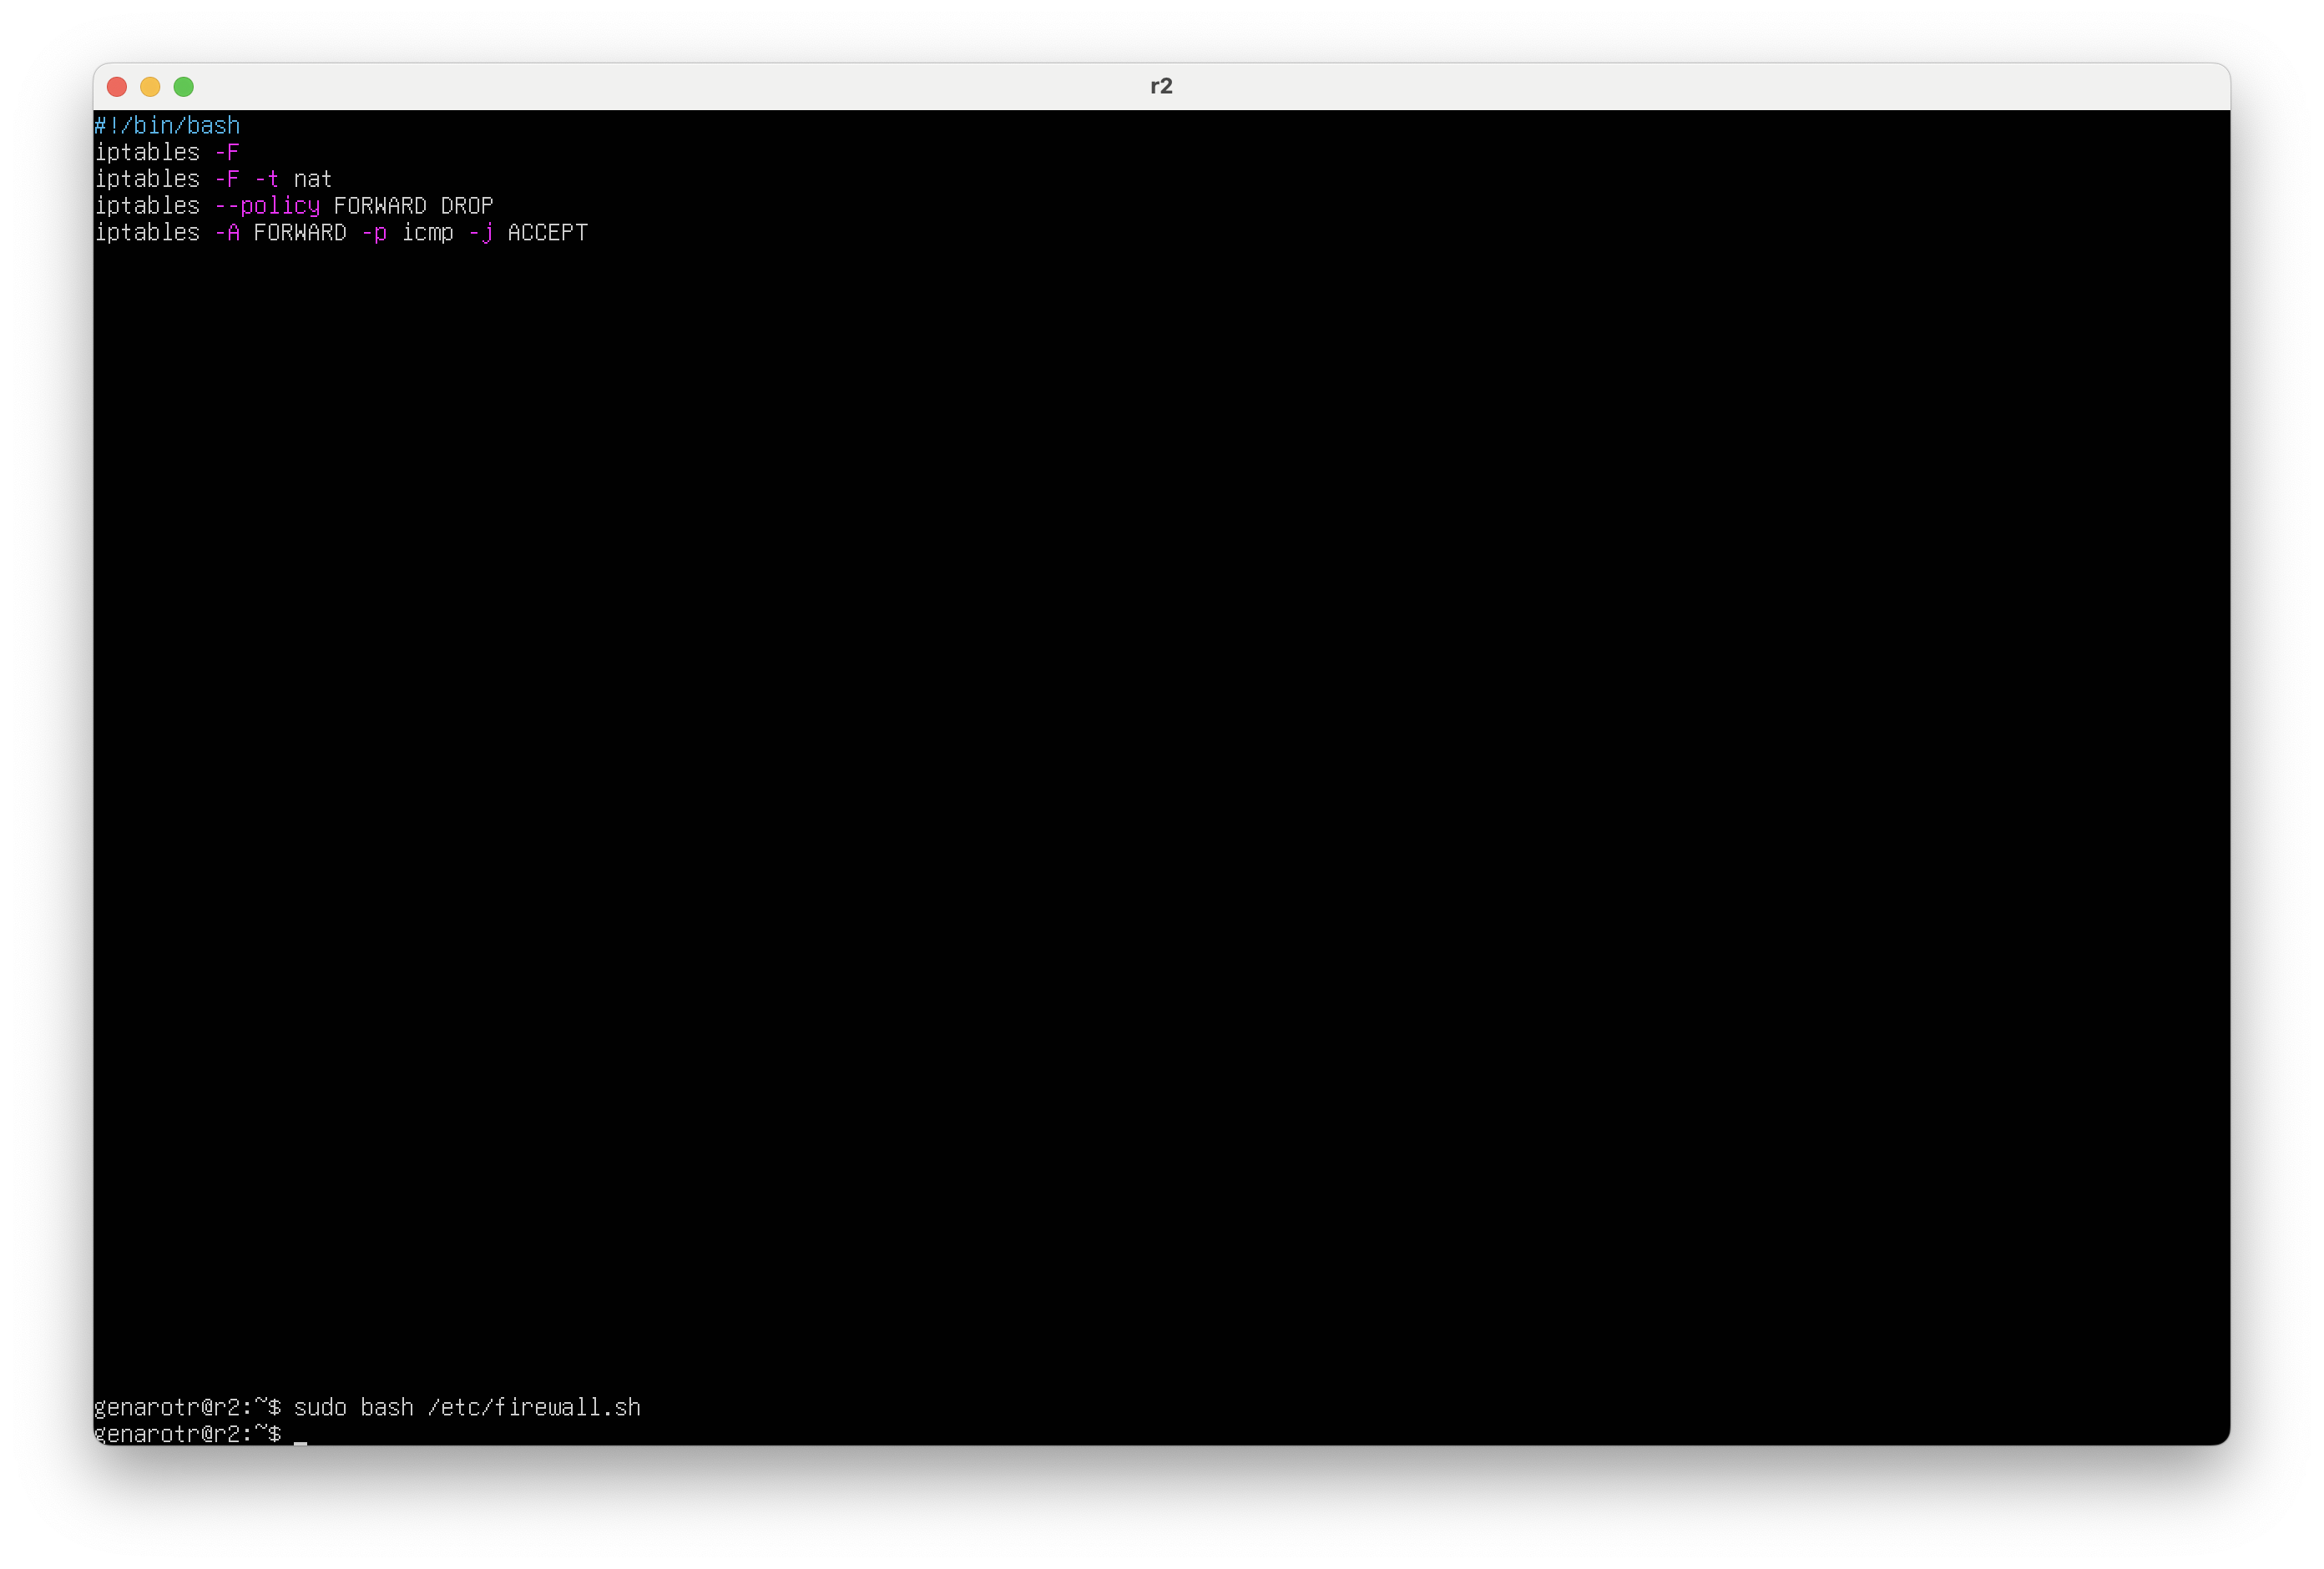 r2
#!/bin/bash
iptables -F
iptables -F -t nat
iptables --policy FORWARD DROP
iptables -A FORWARD -p icmp -j ACCEPT
genarotr@r2:~$ sudo bash /etc/firewall.sh
genarotr@r2:~$